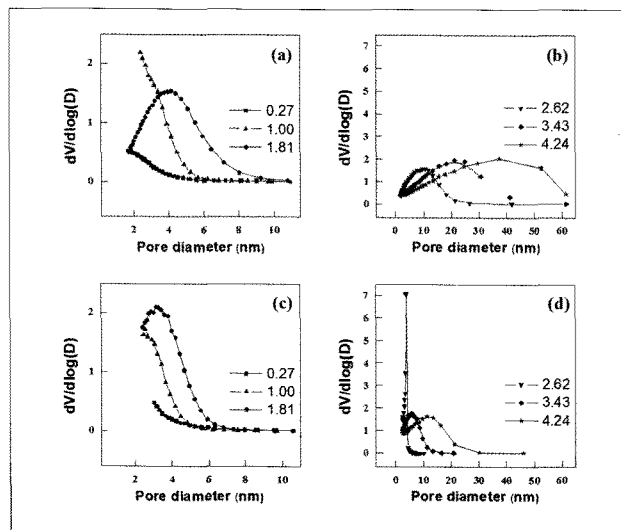 (a)
dV/dlog(D)
2
1
0
0.27
1.00
1.81
2 4 6 8 10
Pore diameter (nm)
(b)
dV/dlog(D)
7
6
5
4
3
2
1
0
2.62
3.43
4.24
0 10 20 30 40 50 60
Pore diameter (nm)
(c)
dV/dlog(D)
2
1
0
0.27
1.00
1.81
2 4 6 8 10
Pore diameter (nm)
(d)
dV/dlog(D)
7
6
5
4
3
2
1
0
2.62
3.43
4.24
0 10 20 30 40 50 60
Pore diameter (nm)